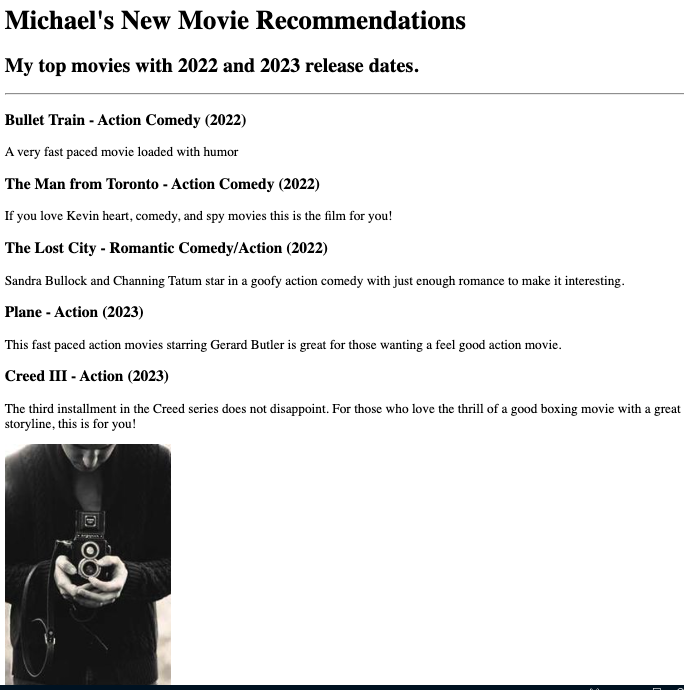 Michael's New Movie Recommendations
My top movies with 2022 and 2023 release dates.
Bullet Train - Action Comedy (2022)
A very fast paced movie loaded with humor
The Man from Toronto - Action Comedy (2022)
If you love Kevin heart, comedy, and spy movies this is the film for you!
The Lost City - Romantic Comedy/Action (2022)
Sandra Bullock and Channing Tatum star in a goofy action comedy with just enough romance to make it interesting.
Plane - Action (2023)
This fast paced action movies starring Gerard Butler is great for those wanting a feel good action movie.
Creed III - Action (2023)
The third installment in the Creed series does not disappoint. For those who love the thrill of a good boxing movie with a great
storyline, this is for you!